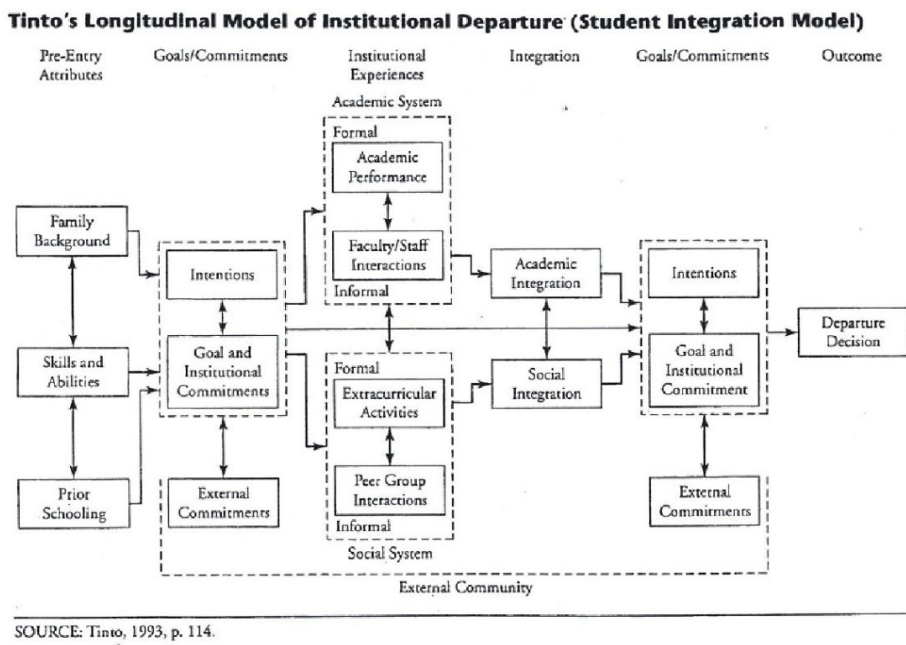 Tinto's Longitudinal Model of Institutional Departure (Student Integration Model)
Pre-Entry
Attributes
Goals/Commitments
Institutional
Experiences
Integration
Goals/Commitments
Outcome
Academic System
Formal
Academic
Performance
Faculty/Staff
Interactions
Informal
Family
Background
Skills and
Abilities
Prior
Schooling
Intentions
Goal and
Institutional
Commitments
External
Commitments
Formal
Extracurricular
Activities
Peer Group
Interactions
Informal
Social System
Academic
Integration
Social
Integration
Intentions
Goal and
Institutional
Commitment
External
Commitments
Departure
Decision
External Community
SOURCE: Tinto, 1993, p. 114.